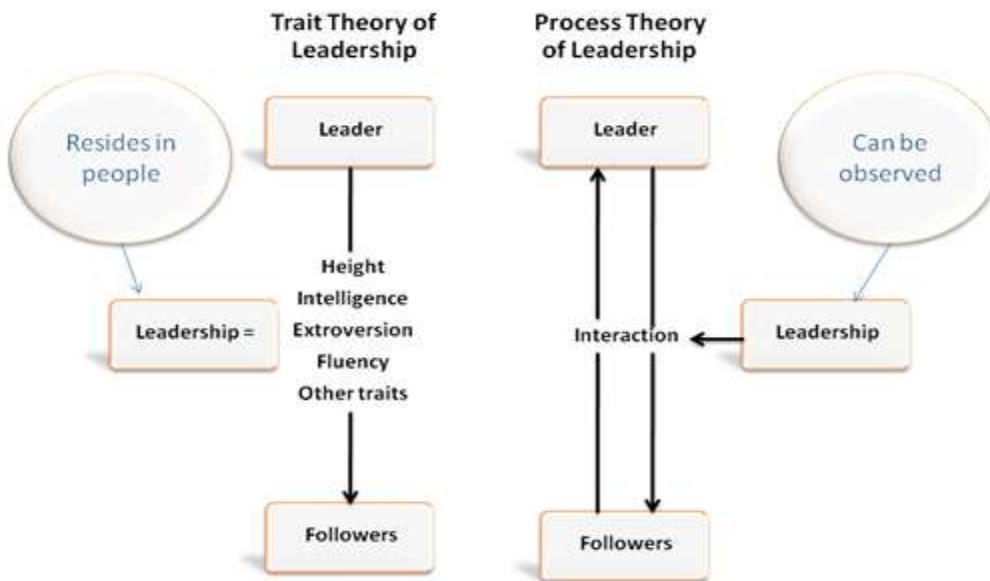 Trait Theory of
Leadership
Resides in
people
Leader
Height
Intelligence
Extroversion
Fluency
Other traits
Leadership =
Followers
Process Theory
of Leadership
Leader
Can be
observed
Interaction
Leadership
Followers